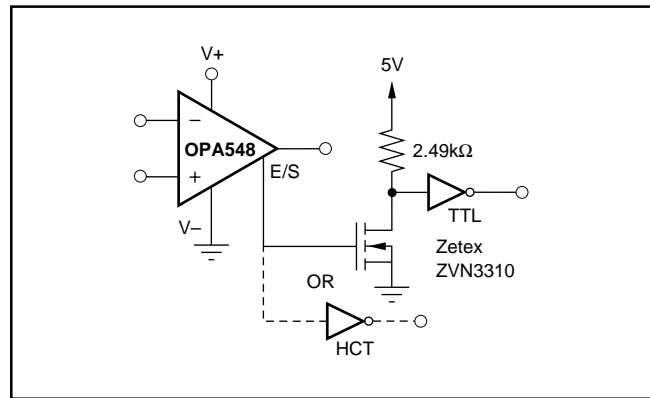 V+
5V
–
OPA548
2.49kΩ
+
E/S
TTL
V–
Zetex
ZVN3310
OR
HCT